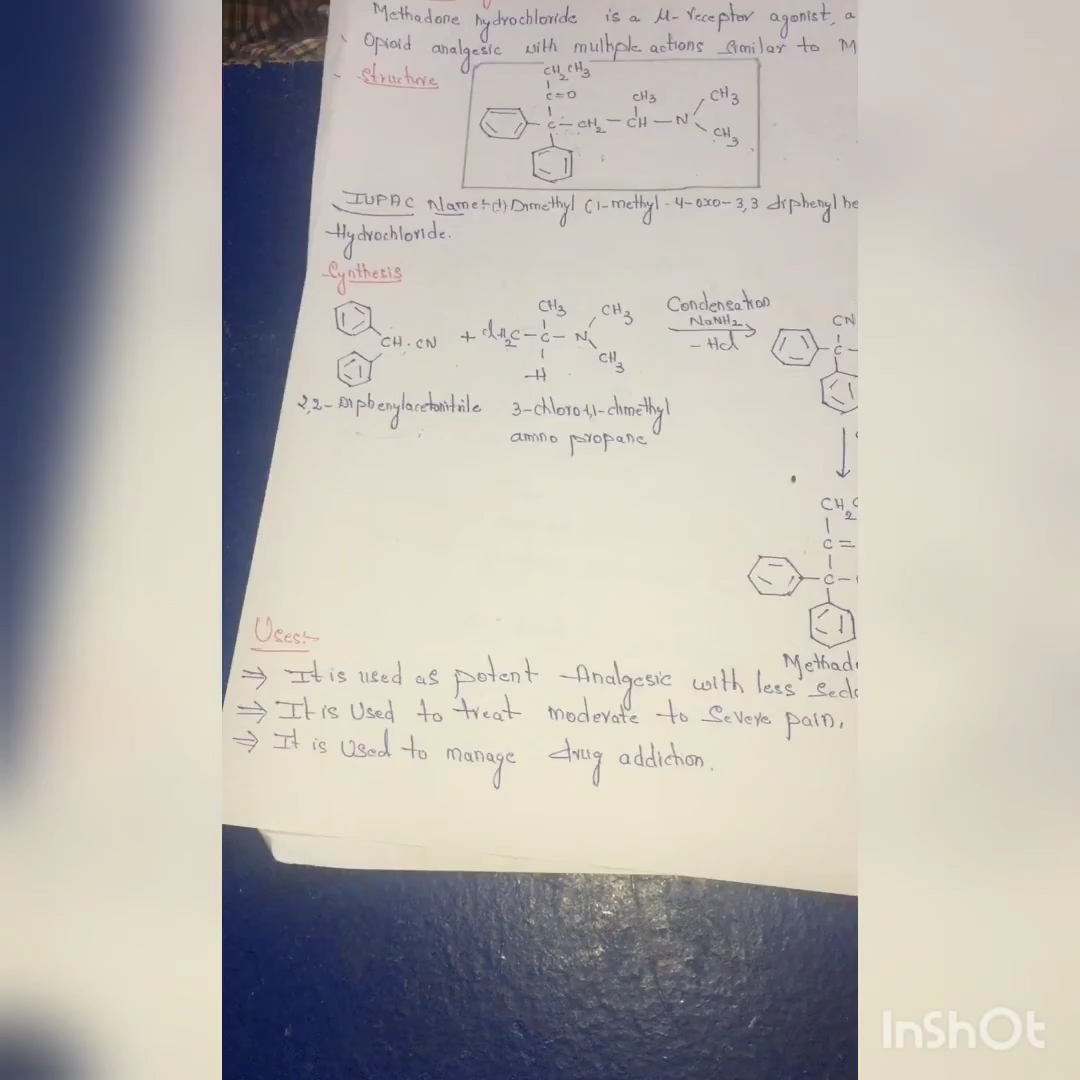 Methadone hydrochloride is a μ-receptor agonist, a
Opioid analgesic with multiple actions similar to M
Structure
CH2CH3
C=O
CH3
CH3
C-CH2-CH-N
CH3
IUPAC Name:- Dimethyl (1-methyl-4-oxo-3,3 diphenyl he
Hydrochloride.
Synthesis
CH3
CH3
Condensation
NaNH2
-Hcl
CN
CH.CN
+ clH2C-C-N
CH3
C-
H
2,2-Diphenylacetonitrile
3-chloro-1,1-dimethyl
amino propane
CH2
C=
C-
Methad
Uses:-
⇒ It is used as potent Analgesic with less Seda
⇒ It is Used to treat moderate to Severe pain,
⇒ It is Used to manage drug addiction.
InShOt